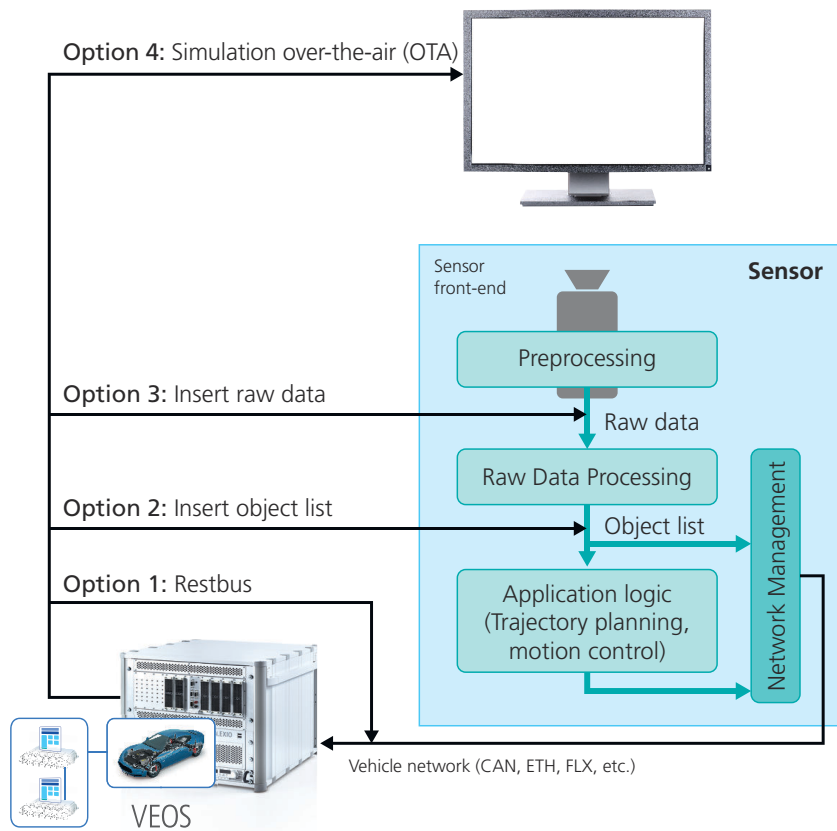 Option 4: Simulation over-the-air (OTA)
Sensor
front-end
Sensor
Preprocessing
Option 3: Insert raw data
Raw data
Raw Data Processing
Network Management
Option 2: Insert object list
Object list
Option 1: Restbus
Application logic
(Trajectory planning,
motion control)
Vehicle network (CAN, ETH, FLX, etc.)
VEOS